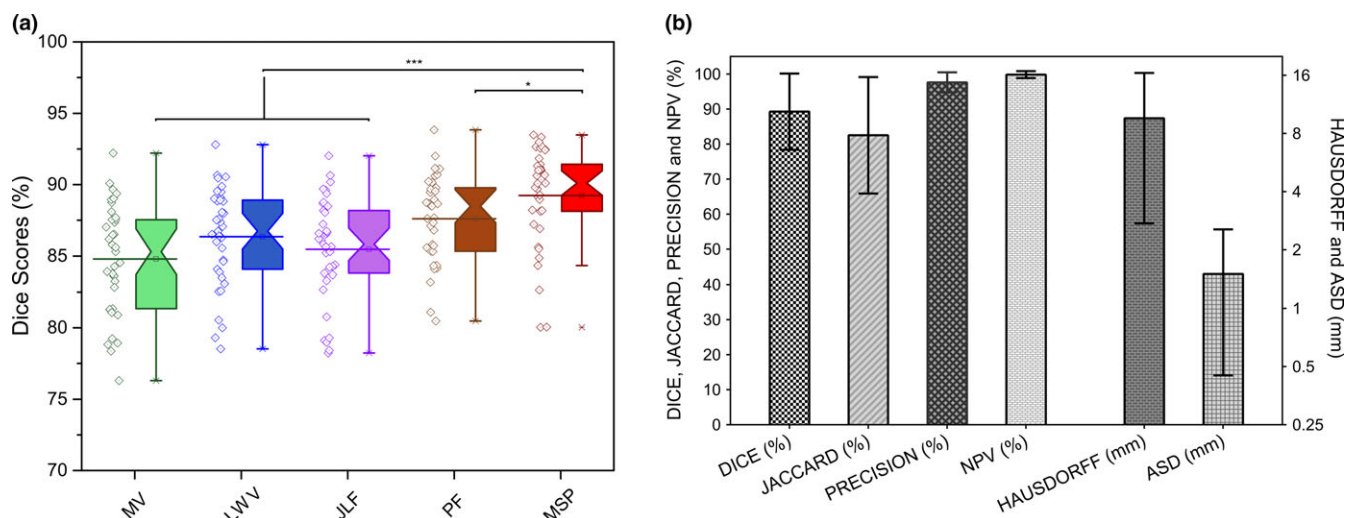 (a)
100
95
90
85
80
75
70
Dice Scores (%)
***
*
MV
LWV
JLF
PF
MSP
(b)
DICE, JACCARD, PRECISION and NPV (%)
100
90
80
70
60
50
40
30
20
10
0
16
8
4
2
1
0.5
0.25
HAUSDORFF and ASD (mm)
DICE (%)
JACCARD (%)
PRECISION (%)
NPV (%)
HAUSDORFF (mm)
ASD (mm)